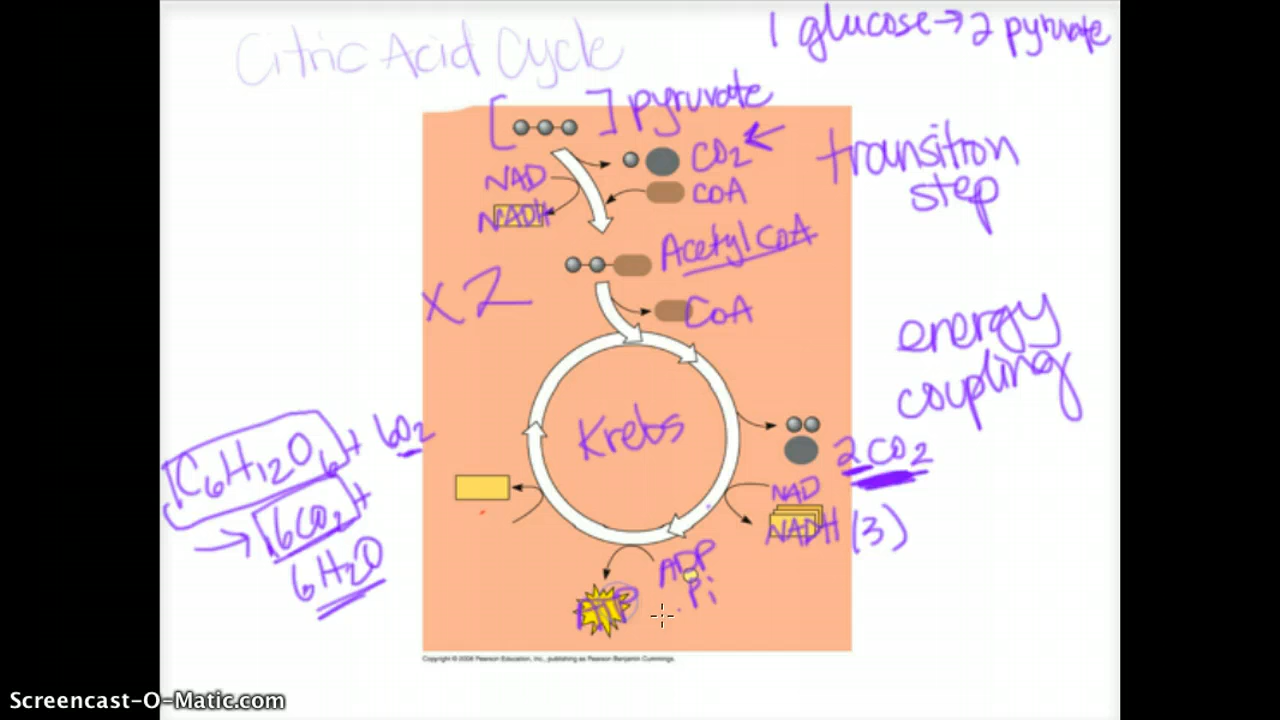 Citric Acid Cycle
1 glucose → 2 pyruvate
[ ] pyruvate
CO2 ←
transition
step
NAD
COA
NADH
Acetyl COA
x 2
COA
energy
coupling
Krebs
C6H12O6 + 6O2
→ 6CO2 +
6H2O
2CO2
NAD
NADH (3)
ADP
Pi
ATP
Copyright © 2008 Pearson Education, Inc., publishing as Pearson Benjamin Cummings.
Screencast-O-Matic.com